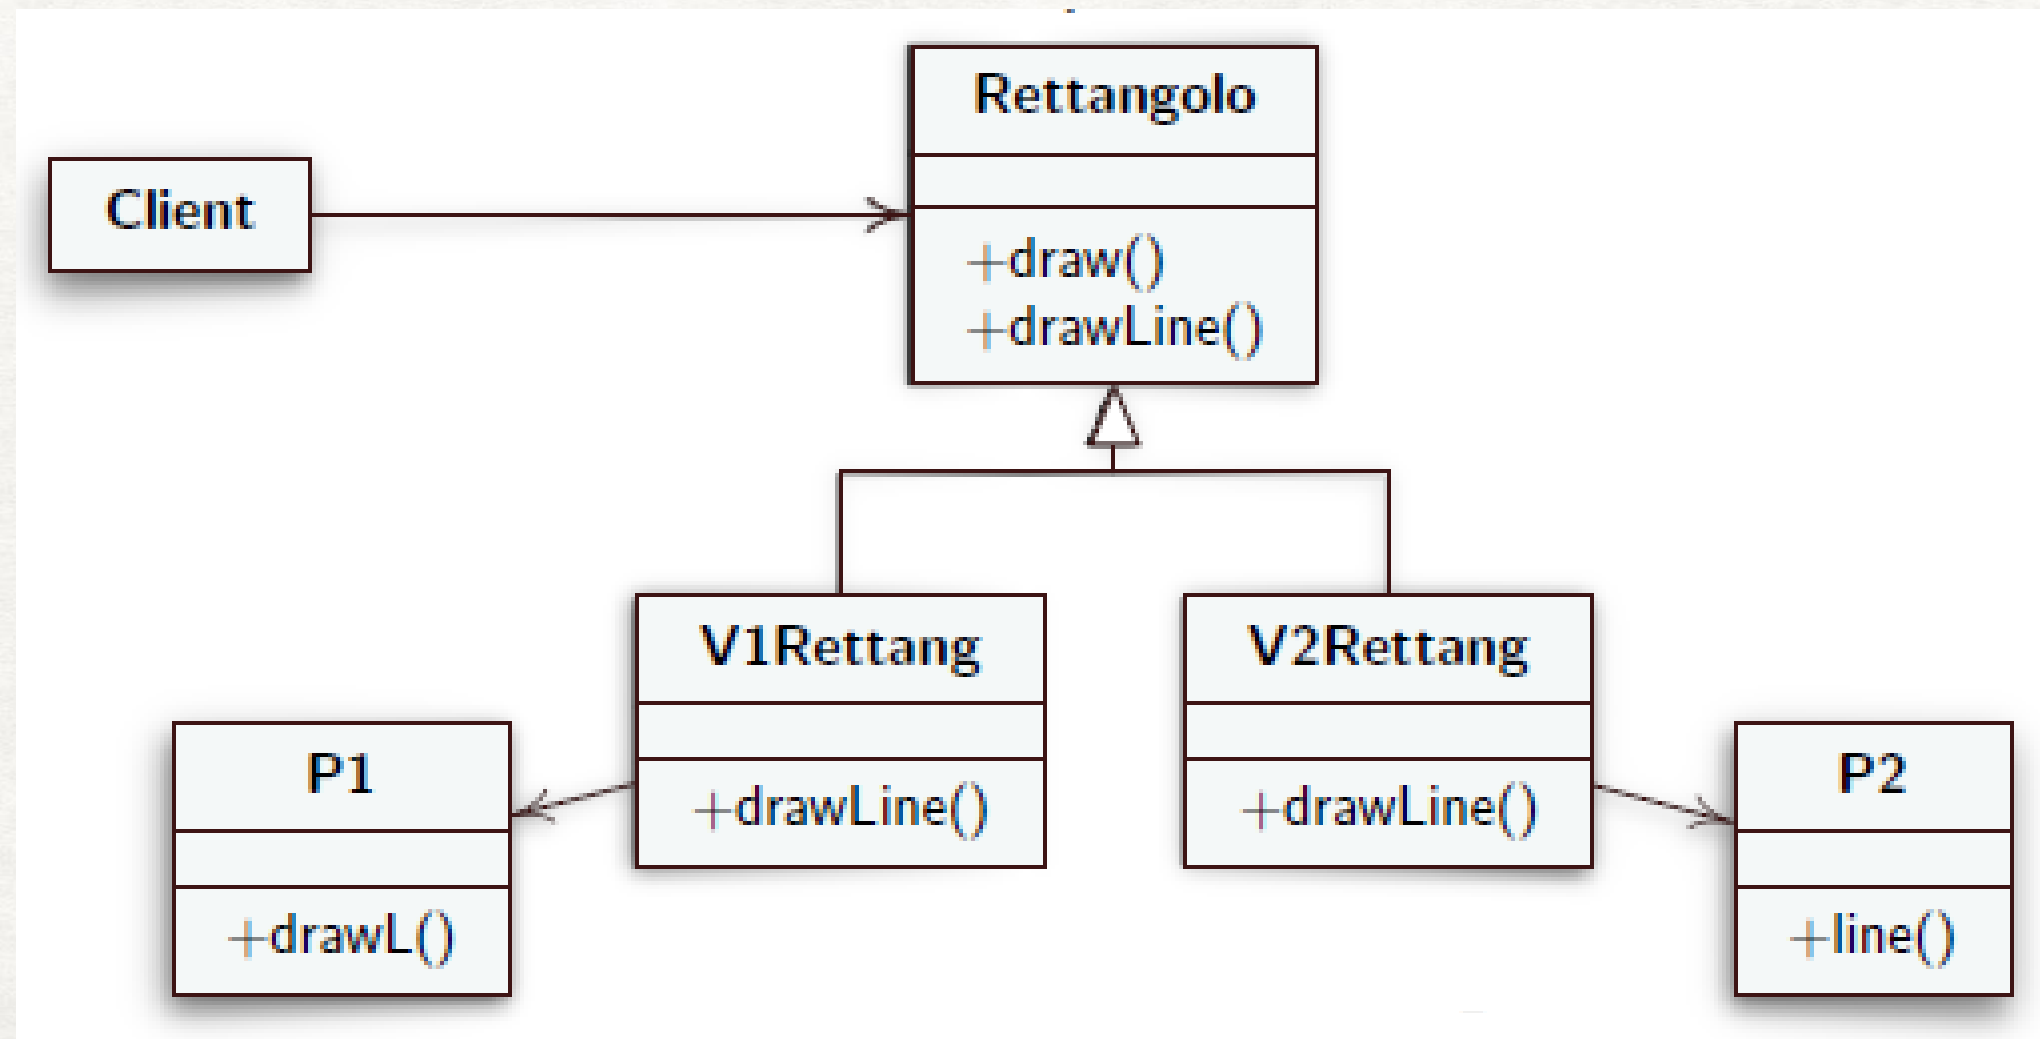 Rettangolo
Client
+draw()
+drawLine()
V1Rettang
V2Rettang
P1
+drawLine()
+drawLine()
P2
+drawL()
+line()